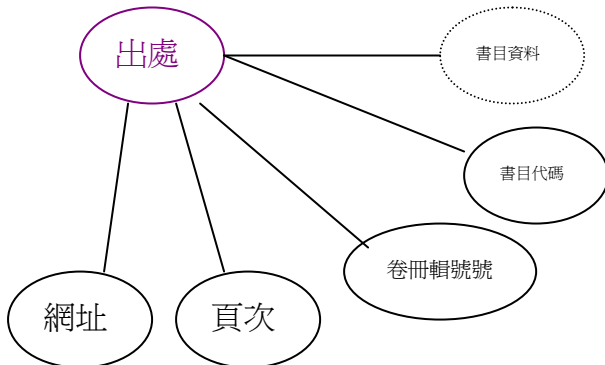 出處
書目資料
書目代碼
卷冊輯號號
網址
頁次